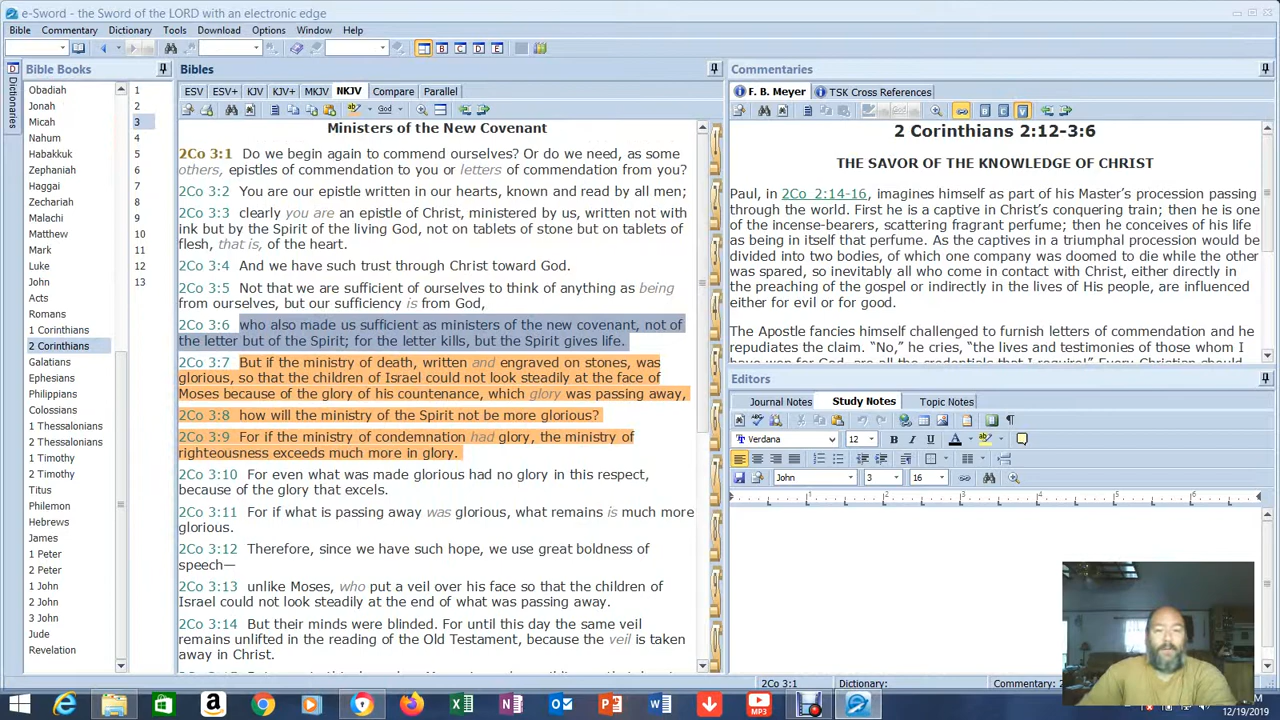 e-Sword - the Sword of the LORD with an electronic edge
Bible Commentary Dictionary Tools Download Options Window Help
B C D E
Dictionaries
Bible Books
Obadiah
Jonah
Micah
Nahum
Habakkuk
Zephaniah
Haggai
Zechariah
Malachi
Matthew
Mark
Luke
John
Acts
Romans
1 Corinthians
2 Corinthians
Galatians
Ephesians
Philippians
Colossians
1 Thessalonians
2 Thessalonians
1 Timothy
2 Timothy
Titus
Philemon
Hebrews
James
1 Peter
2 Peter
1 John
2 John
3 John
Jude
Revelation
1
2
3
4
5
6
7
8
9
10
11
12
13
Bibles
ESV ESV+ KJV KJV+ MKJV NKJV Compare Parallel
God
Ministers of the New Covenant
2Co 3:1 Do we begin again to commend ourselves? Or do we need, as some
others, epistles of commendation to you or letters of commendation from you?
2Co 3:2 You are our epistle written in our hearts, known and read by all men;
2Co 3:3 clearly you are an epistle of Christ, ministered by us, written not with
ink but by the Spirit of the living God, not on tablets of stone but on tablets of
flesh, that is, of the heart.
2Co 3:4 And we have such trust through Christ toward God.
2Co 3:5 Not that we are sufficient of ourselves to think of anything as being
from ourselves, but our sufficiency is from God,
2Co 3:6 who also made us sufficient as ministers of the new covenant, not of
the letter but of the Spirit; for the letter kills, but the Spirit gives life.
2Co 3:7 But if the ministry of death, written and engraved on stones, was
glorious, so that the children of Israel could not look steadily at the face of
Moses because of the glory of his countenance, which glory was passing away,
2Co 3:8 how will the ministry of the Spirit not be more glorious?
2Co 3:9 For if the ministry of condemnation had glory, the ministry of
righteousness exceeds much more in glory.
2Co 3:10 For even what was made glorious had no glory in this respect,
because of the glory that excels.
2Co 3:11 For if what is passing away was glorious, what remains is much more
glorious.
2Co 3:12 Therefore, since we have such hope, we use great boldness of
speech—
2Co 3:13 unlike Moses, who put a veil over his face so that the children of
Israel could not look steadily at the end of what was passing away.
2Co 3:14 But their minds were blinded. For until this day the same veil
remains unlifted in the reading of the Old Testament, because the veil is taken
away in Christ.
1
2
3
4
5
6
7
8
9
Commentaries
F. B. Meyer TSK Cross References
2 Corinthians 2:12-3:6
THE SAVOR OF THE KNOWLEDGE OF CHRIST
Paul, in 2Co 2:14-16, imagines himself as part of his Master's procession passing
through the world. First he is a captive in Christ's conquering train; then he is one
of the incense-bearers, scattering fragrant perfume; then he conceives of his life
as being in itself that perfume. As the captives in a triumphal procession would be
divided into two bodies, of which one company was doomed to die while the other
was spared, so inevitably all who come in contact with Christ, either directly in
the preaching of the gospel or indirectly in the lives of His people, are influenced
either for evil or for good.
The Apostle fancies himself challenged to furnish letters of commendation and he
repudiates the claim. “No,” he cries, “the lives and testimonies of those whom I
Editors
Journal Notes Study Notes Topic Notes
Verdana 12 B I U A
John 3 16
1 2 3 4 5 6
2Co 3:1 Dictionary: Commentary: 2
MP3
12/19/2019